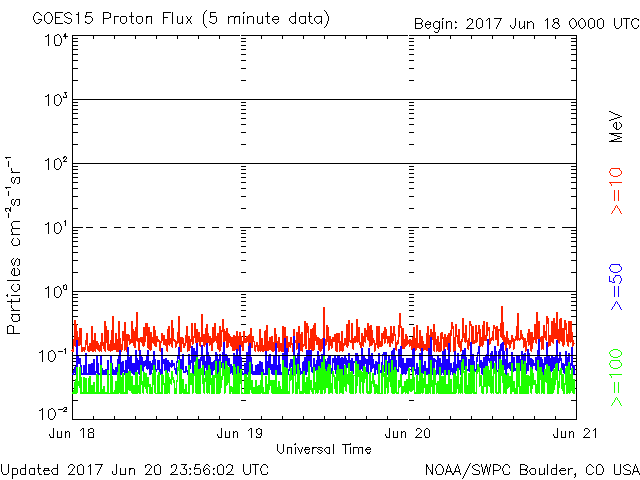 GOES15 Proton Flux (5 minute data)
Begin: 2017 Jun 18 0000 UTC
10⁴
10³
10²
10¹
10⁰
10⁻¹
10⁻²
Particles cm⁻²s⁻¹sr⁻¹
MeV
>=10
>=50
>=100
Jun 18
Jun 19
Jun 20
Jun 21
Universal Time
Updated 2017 Jun 20 23:56:02 UTC
NOAA/SWPC Boulder, CO USA